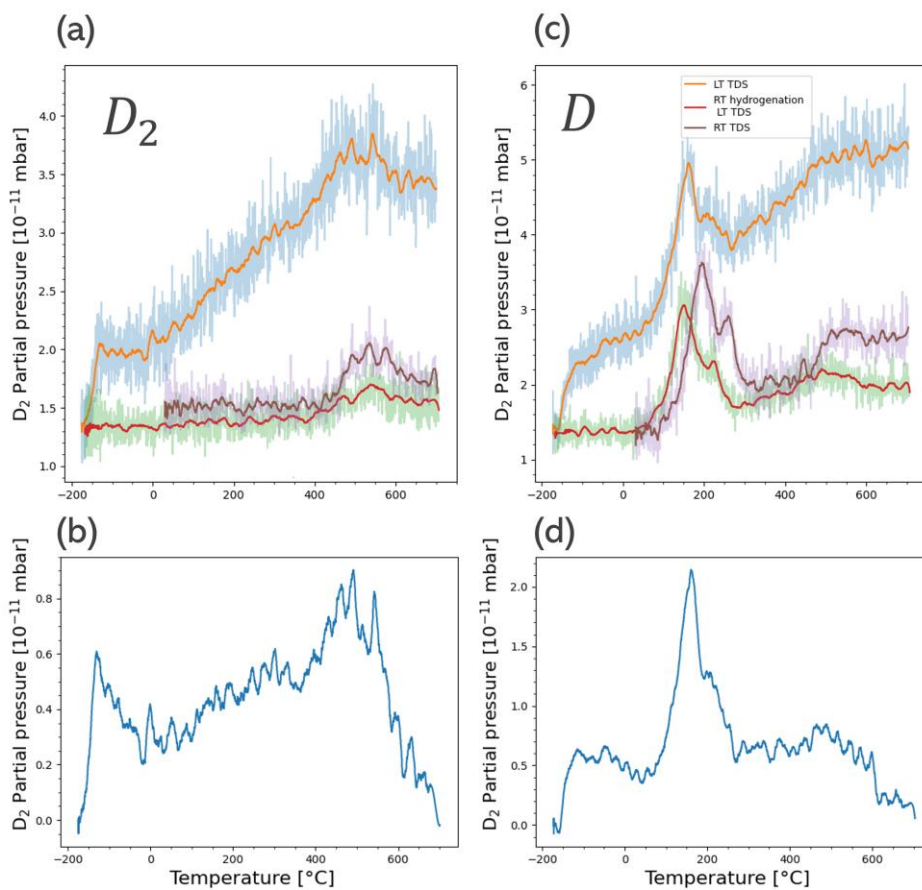 (a)
D₂
D₂ Partial pressure [10⁻¹¹ mbar]
4.0
3.5
3.0
2.5
2.0
1.5
1.0
−200
0
200
400
600
(c)
D
LT TDS
RT hydrogenation
LT TDS
RT TDS
D₂ Partial pressure [10⁻¹¹ mbar]
6
5
4
3
2
1
−200
0
200
400
600
(b)
D₂ Partial pressure [10⁻¹¹ mbar]
0.8
0.6
0.4
0.2
0.0
−200
0
200
400
600
Temperature [°C]
(d)
D₂ Partial pressure [10⁻¹¹ mbar]
2.0
1.5
1.0
0.5
0.0
−200
0
200
400
600
Temperature [°C]